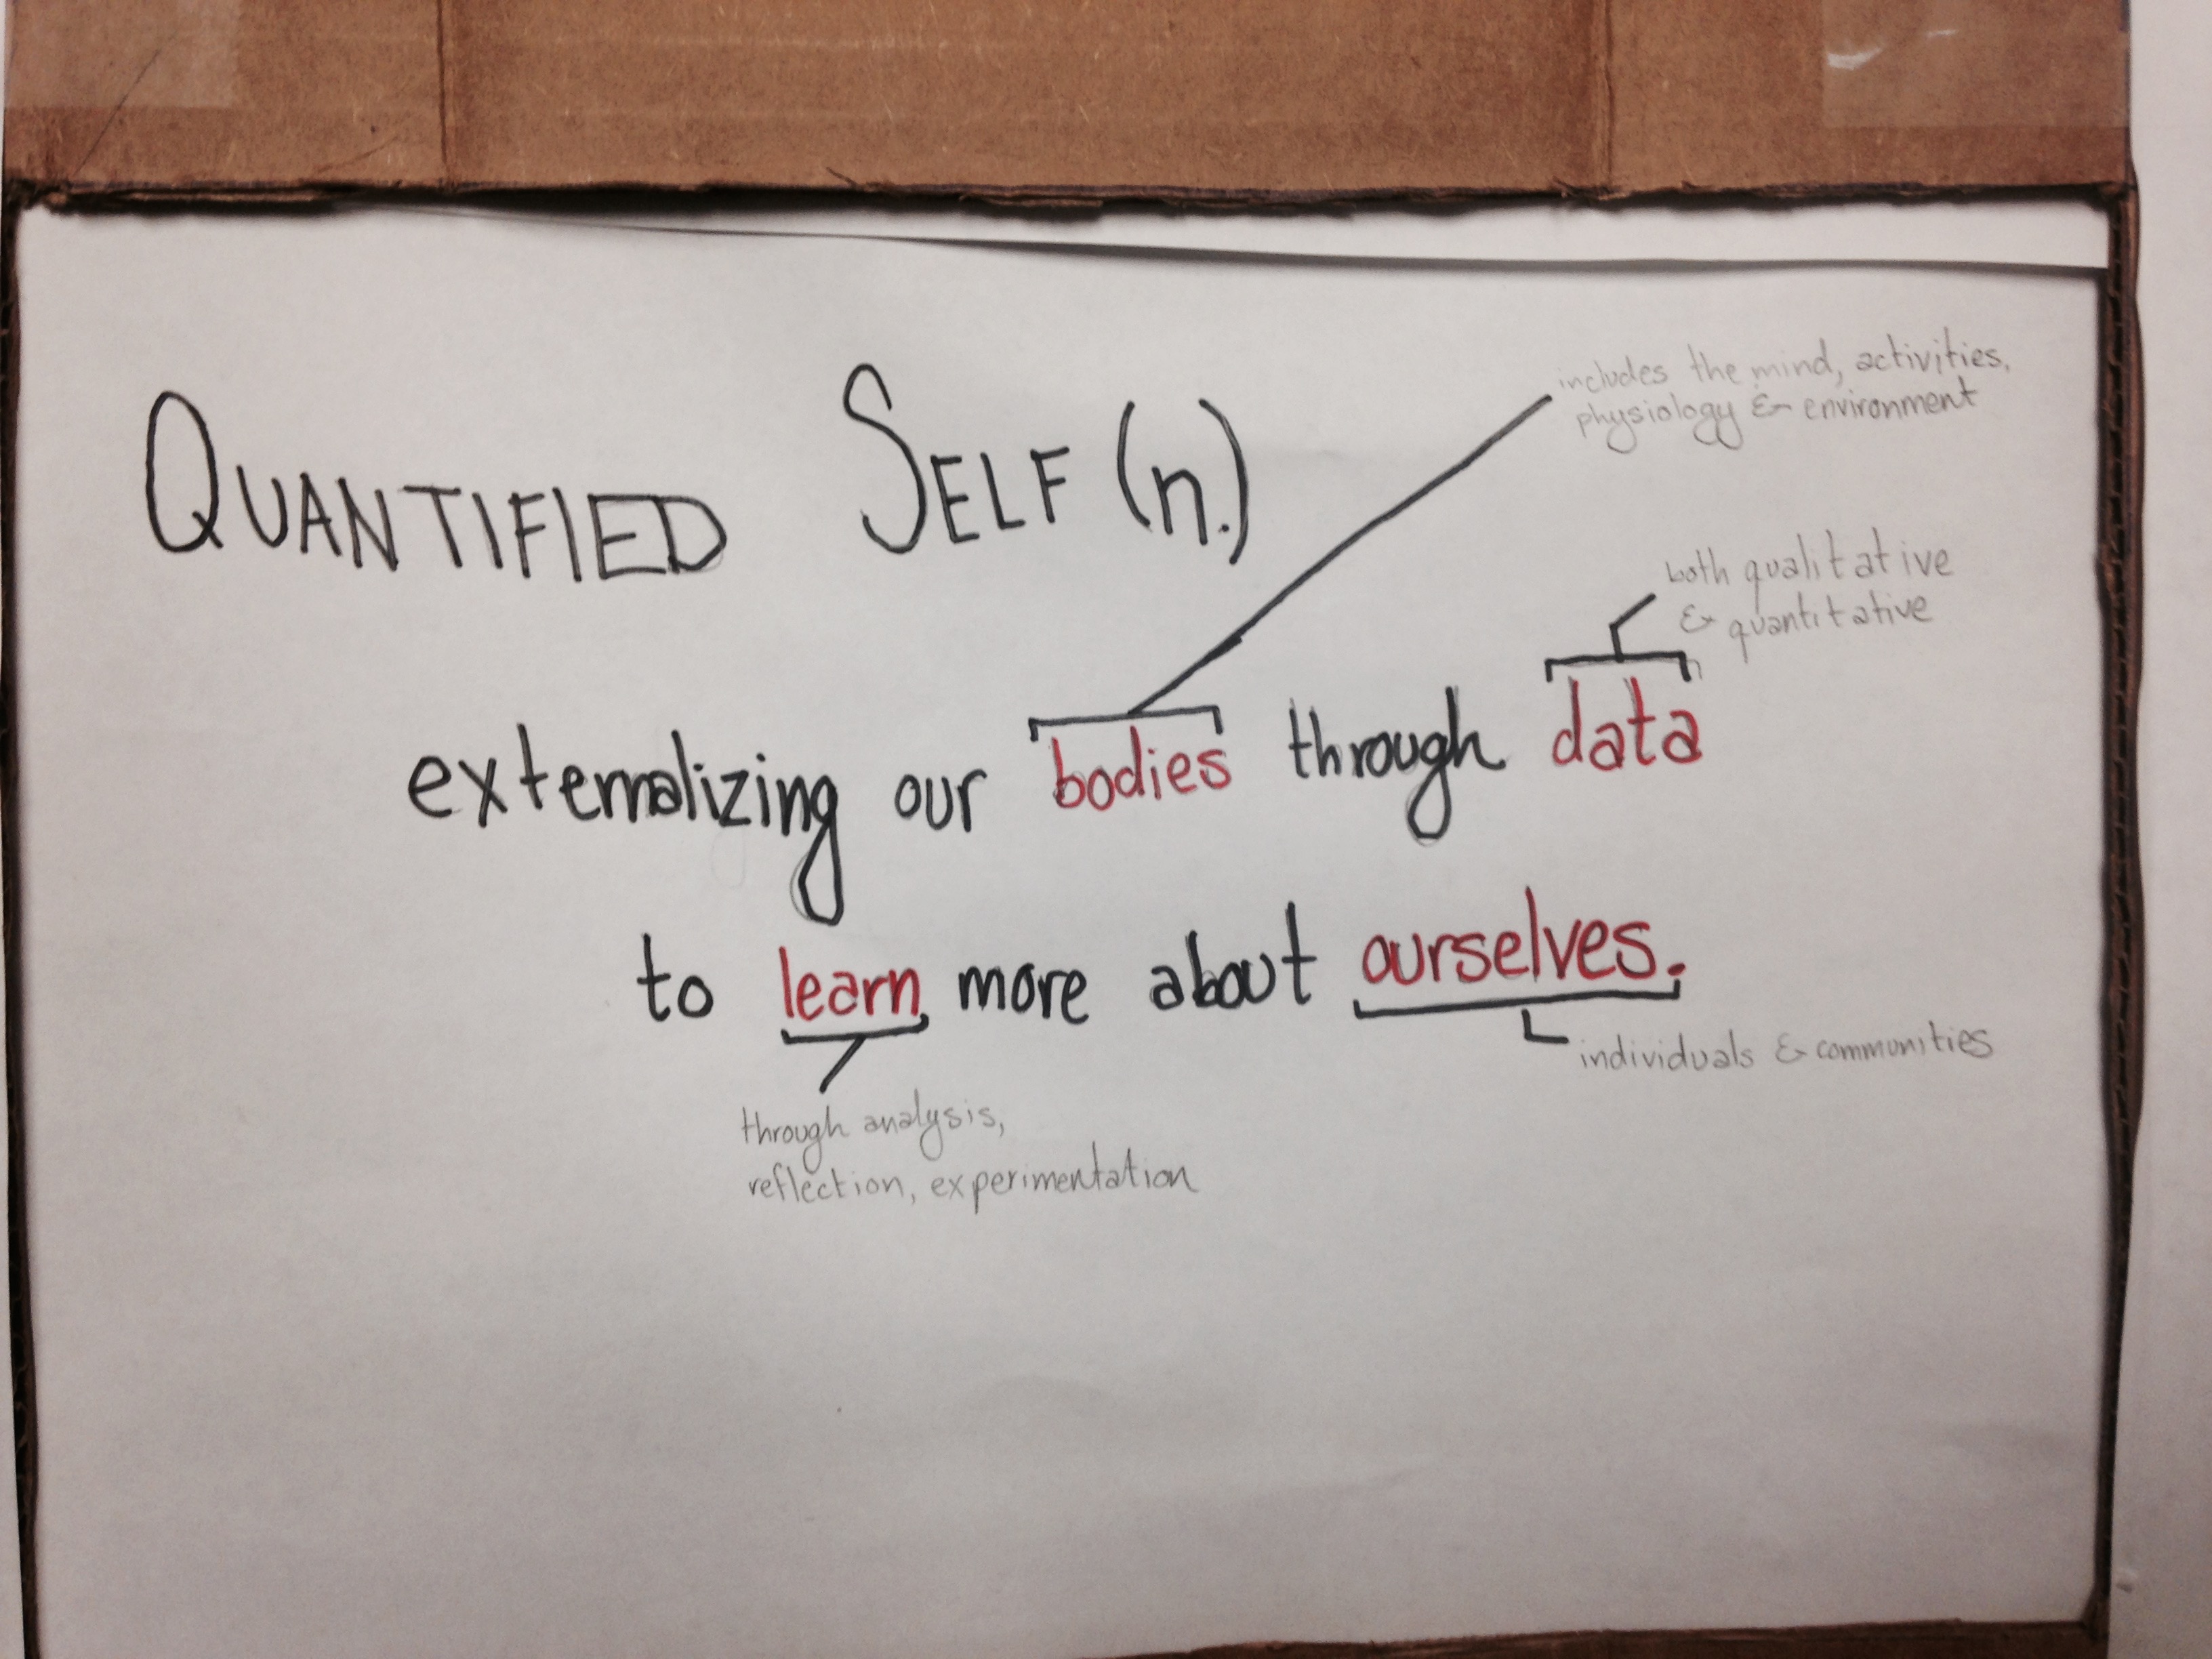 includes the mind, activities,
physiology & environment
QUANTIFIED SELF (n.)
both qualitative
& quantitative
externalizing our bodies through data
to learn more about ourselves.
individuals & communities
through analysis,
reflection, experimentation